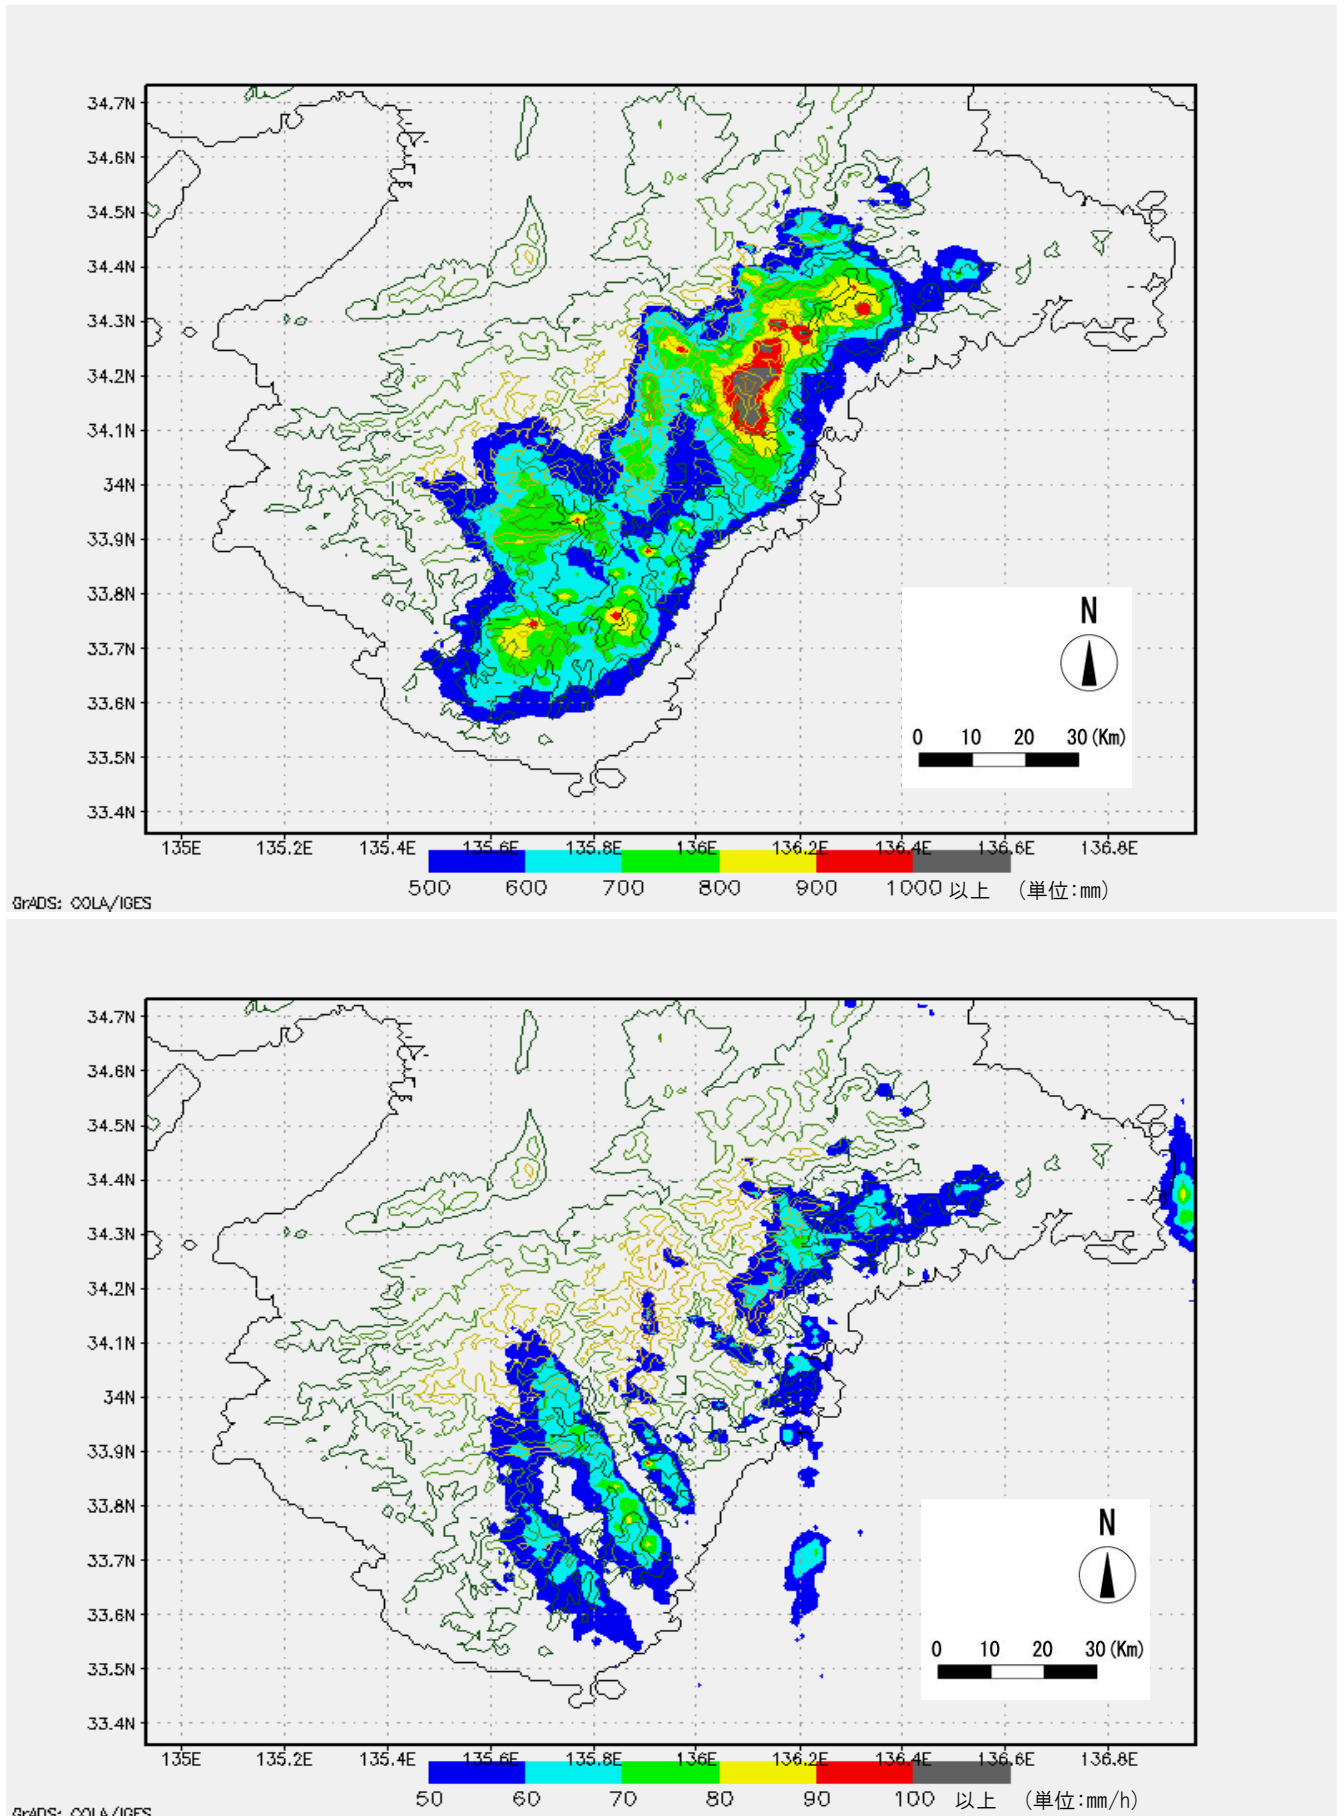 34.7N
34.6N
34.5N
34.4N
34.3N
34.2N
34.1N
34N
33.9N
33.8N
33.7N
33.6N
33.5N
33.4N
N
0 10 20 30 (Km)
135E 135.2E 135.4E 135.6E 135.8E 136E 136.2E 136.4E 136.6E 136.8E
500 600 700 800 900 1000 以上 (単位:mm)
GrADS: COLA/IGES
34.7N
34.6N
34.5N
34.4N
34.3N
34.2N
34.1N
34N
33.9N
33.8N
33.7N
33.6N
33.5N
33.4N
N
0 10 20 30 (Km)
135E 135.2E 135.4E 135.6E 135.8E 136E 136.2E 136.4E 136.6E 136.8E
50 60 70 80 90 100 以上 (単位:mm/h)
GrADS: COLA/IGES